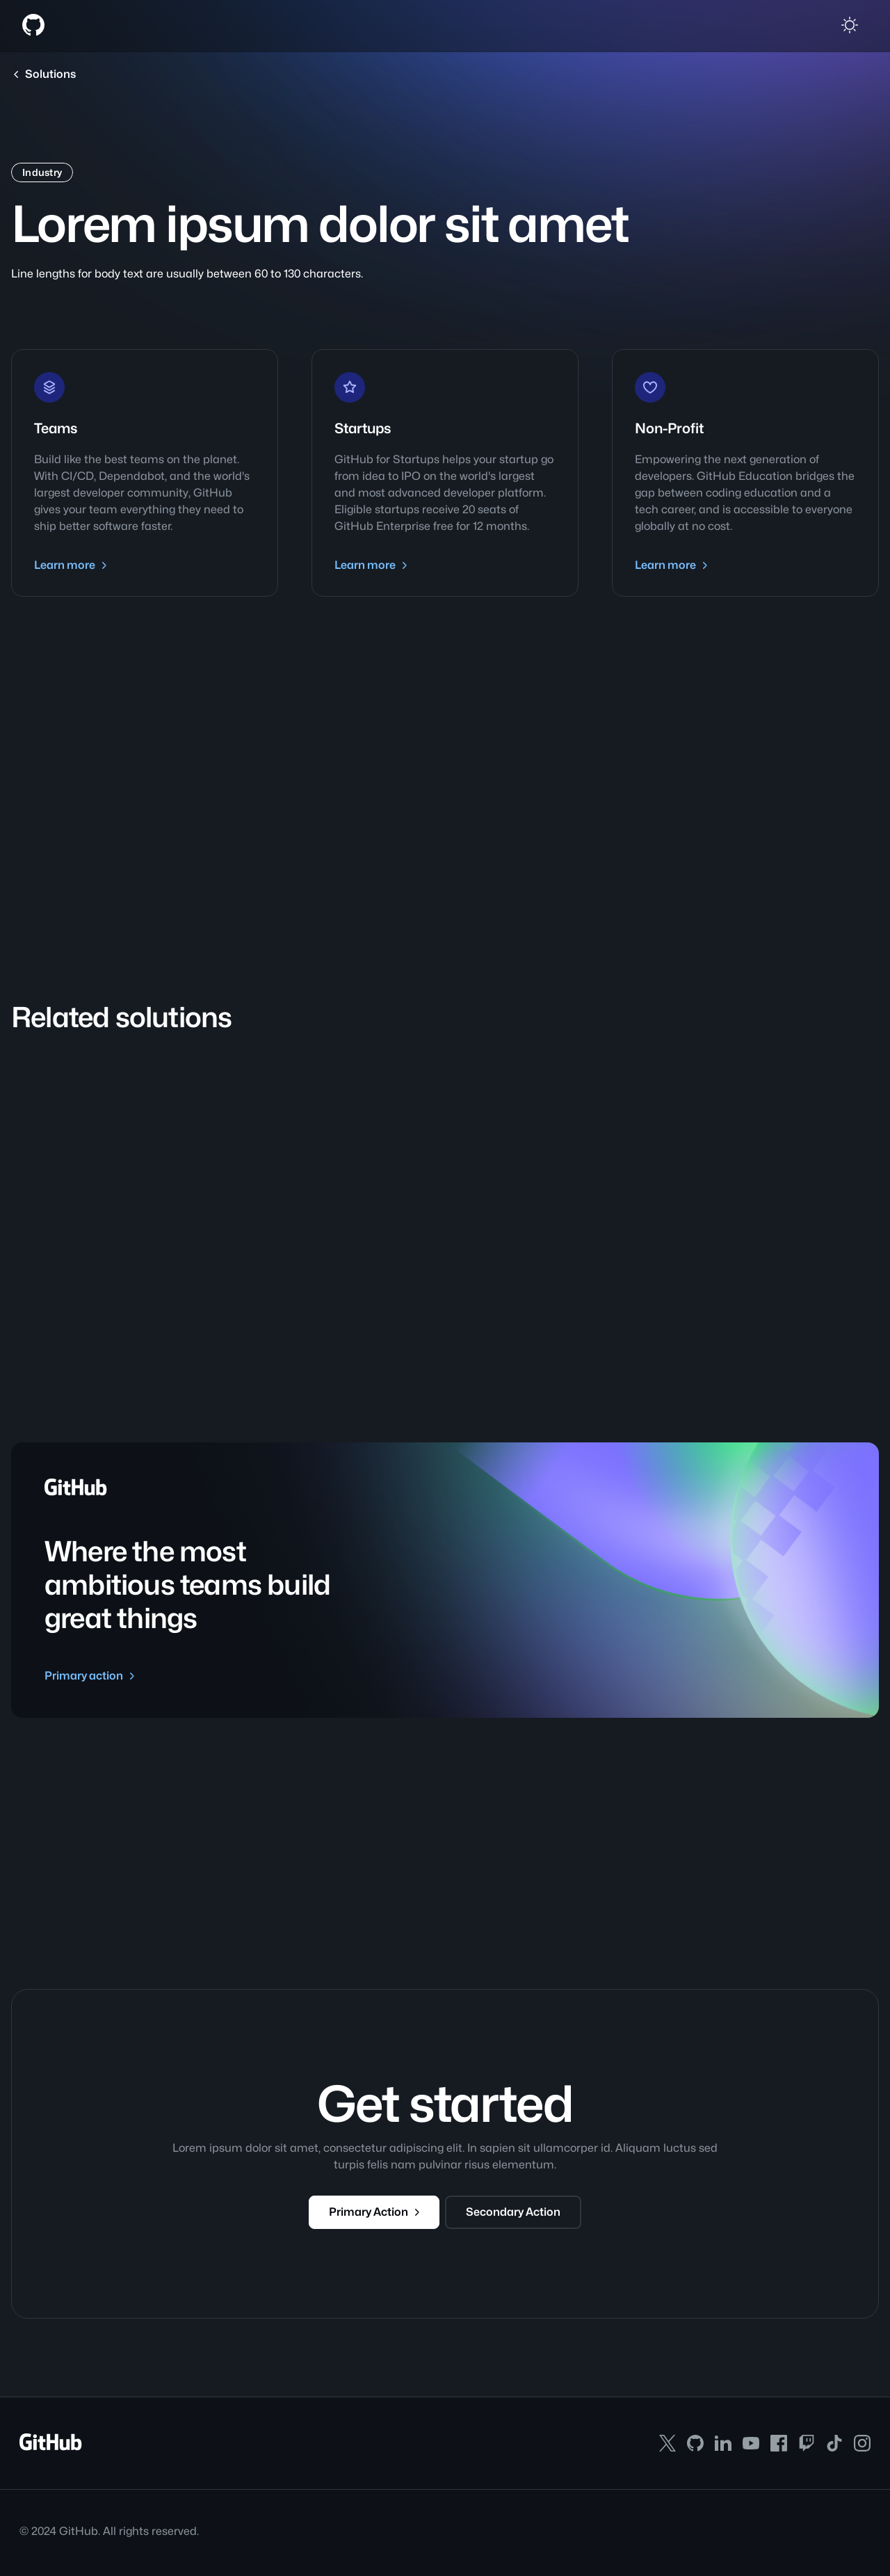 Solutions
Industry
Lorem ipsum dolor sit amet
Line lengths for body text are usually between 60 to 130 characters.
Teams
Build like the best teams on the planet.
With CI/CD, Dependabot, and the world's
largest developer community, GitHub
gives your team everything they need to
ship better software faster.
Learn more
Startups
GitHub for Startups helps your startup go
from idea to IPO on the world's largest
and most advanced developer platform.
Eligible startups receive 20 seats of
GitHub Enterprise free for 12 months.
Learn more
Non-Profit
Empowering the next generation of
developers. GitHub Education bridges the
gap between coding education and a
tech career, and is accessible to everyone
globally at no cost.
Learn more
Related solutions
GitHub
Where the most
ambitious teams build
great things
Primary action
Get started
Lorem ipsum dolor sit amet, consectetur adipiscing elit. In sapien sit ullamcorper id. Aliquam luctus sed
turpis felis nam pulvinar risus elementum.
Primary Action
Secondary Action
GitHub
© 2024 GitHub. All rights reserved.